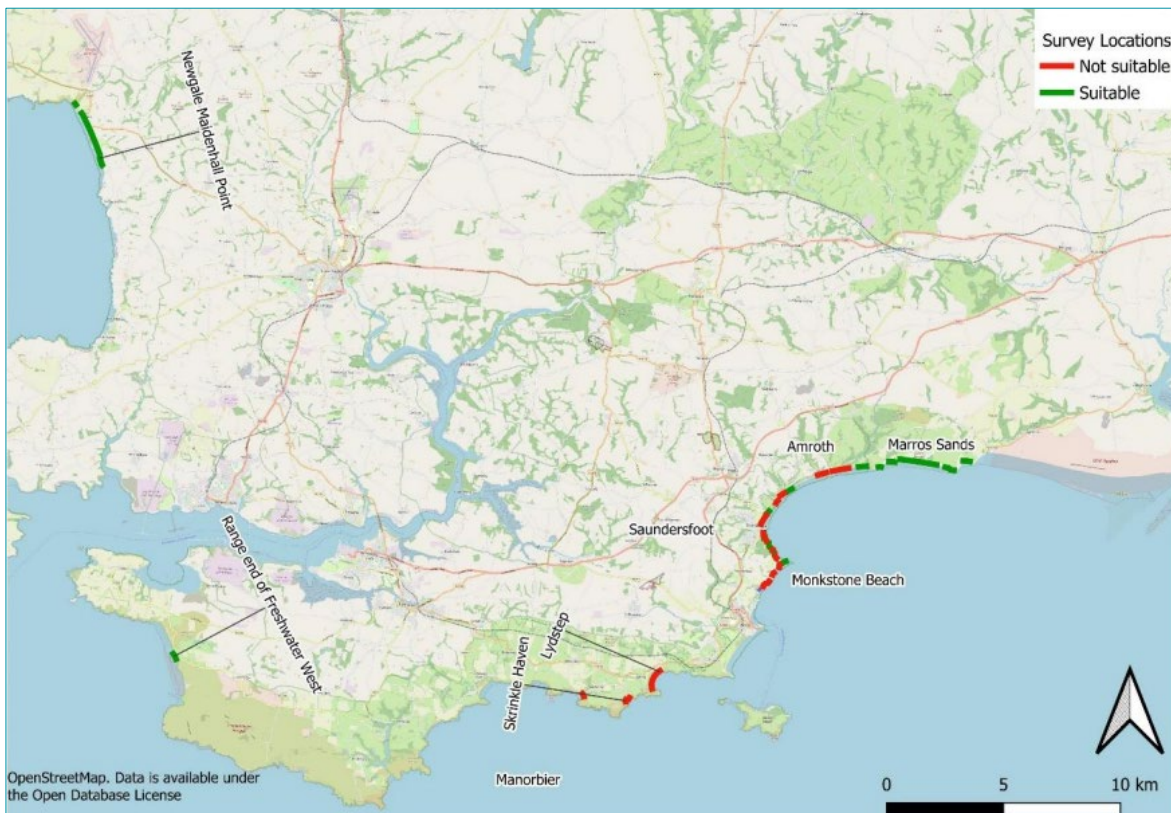 Survey Locations
Not suitable
Suitable
Newgale Maidenhall Point
Amroth
Marros Sands
Saundersfoot
Monkstone Beach
Range end of Freshwater West
Lydstep
Skrinkle Haven
Manorbier
OpenStreetMap. Data is available under
the Open Database License
0 5 10 km